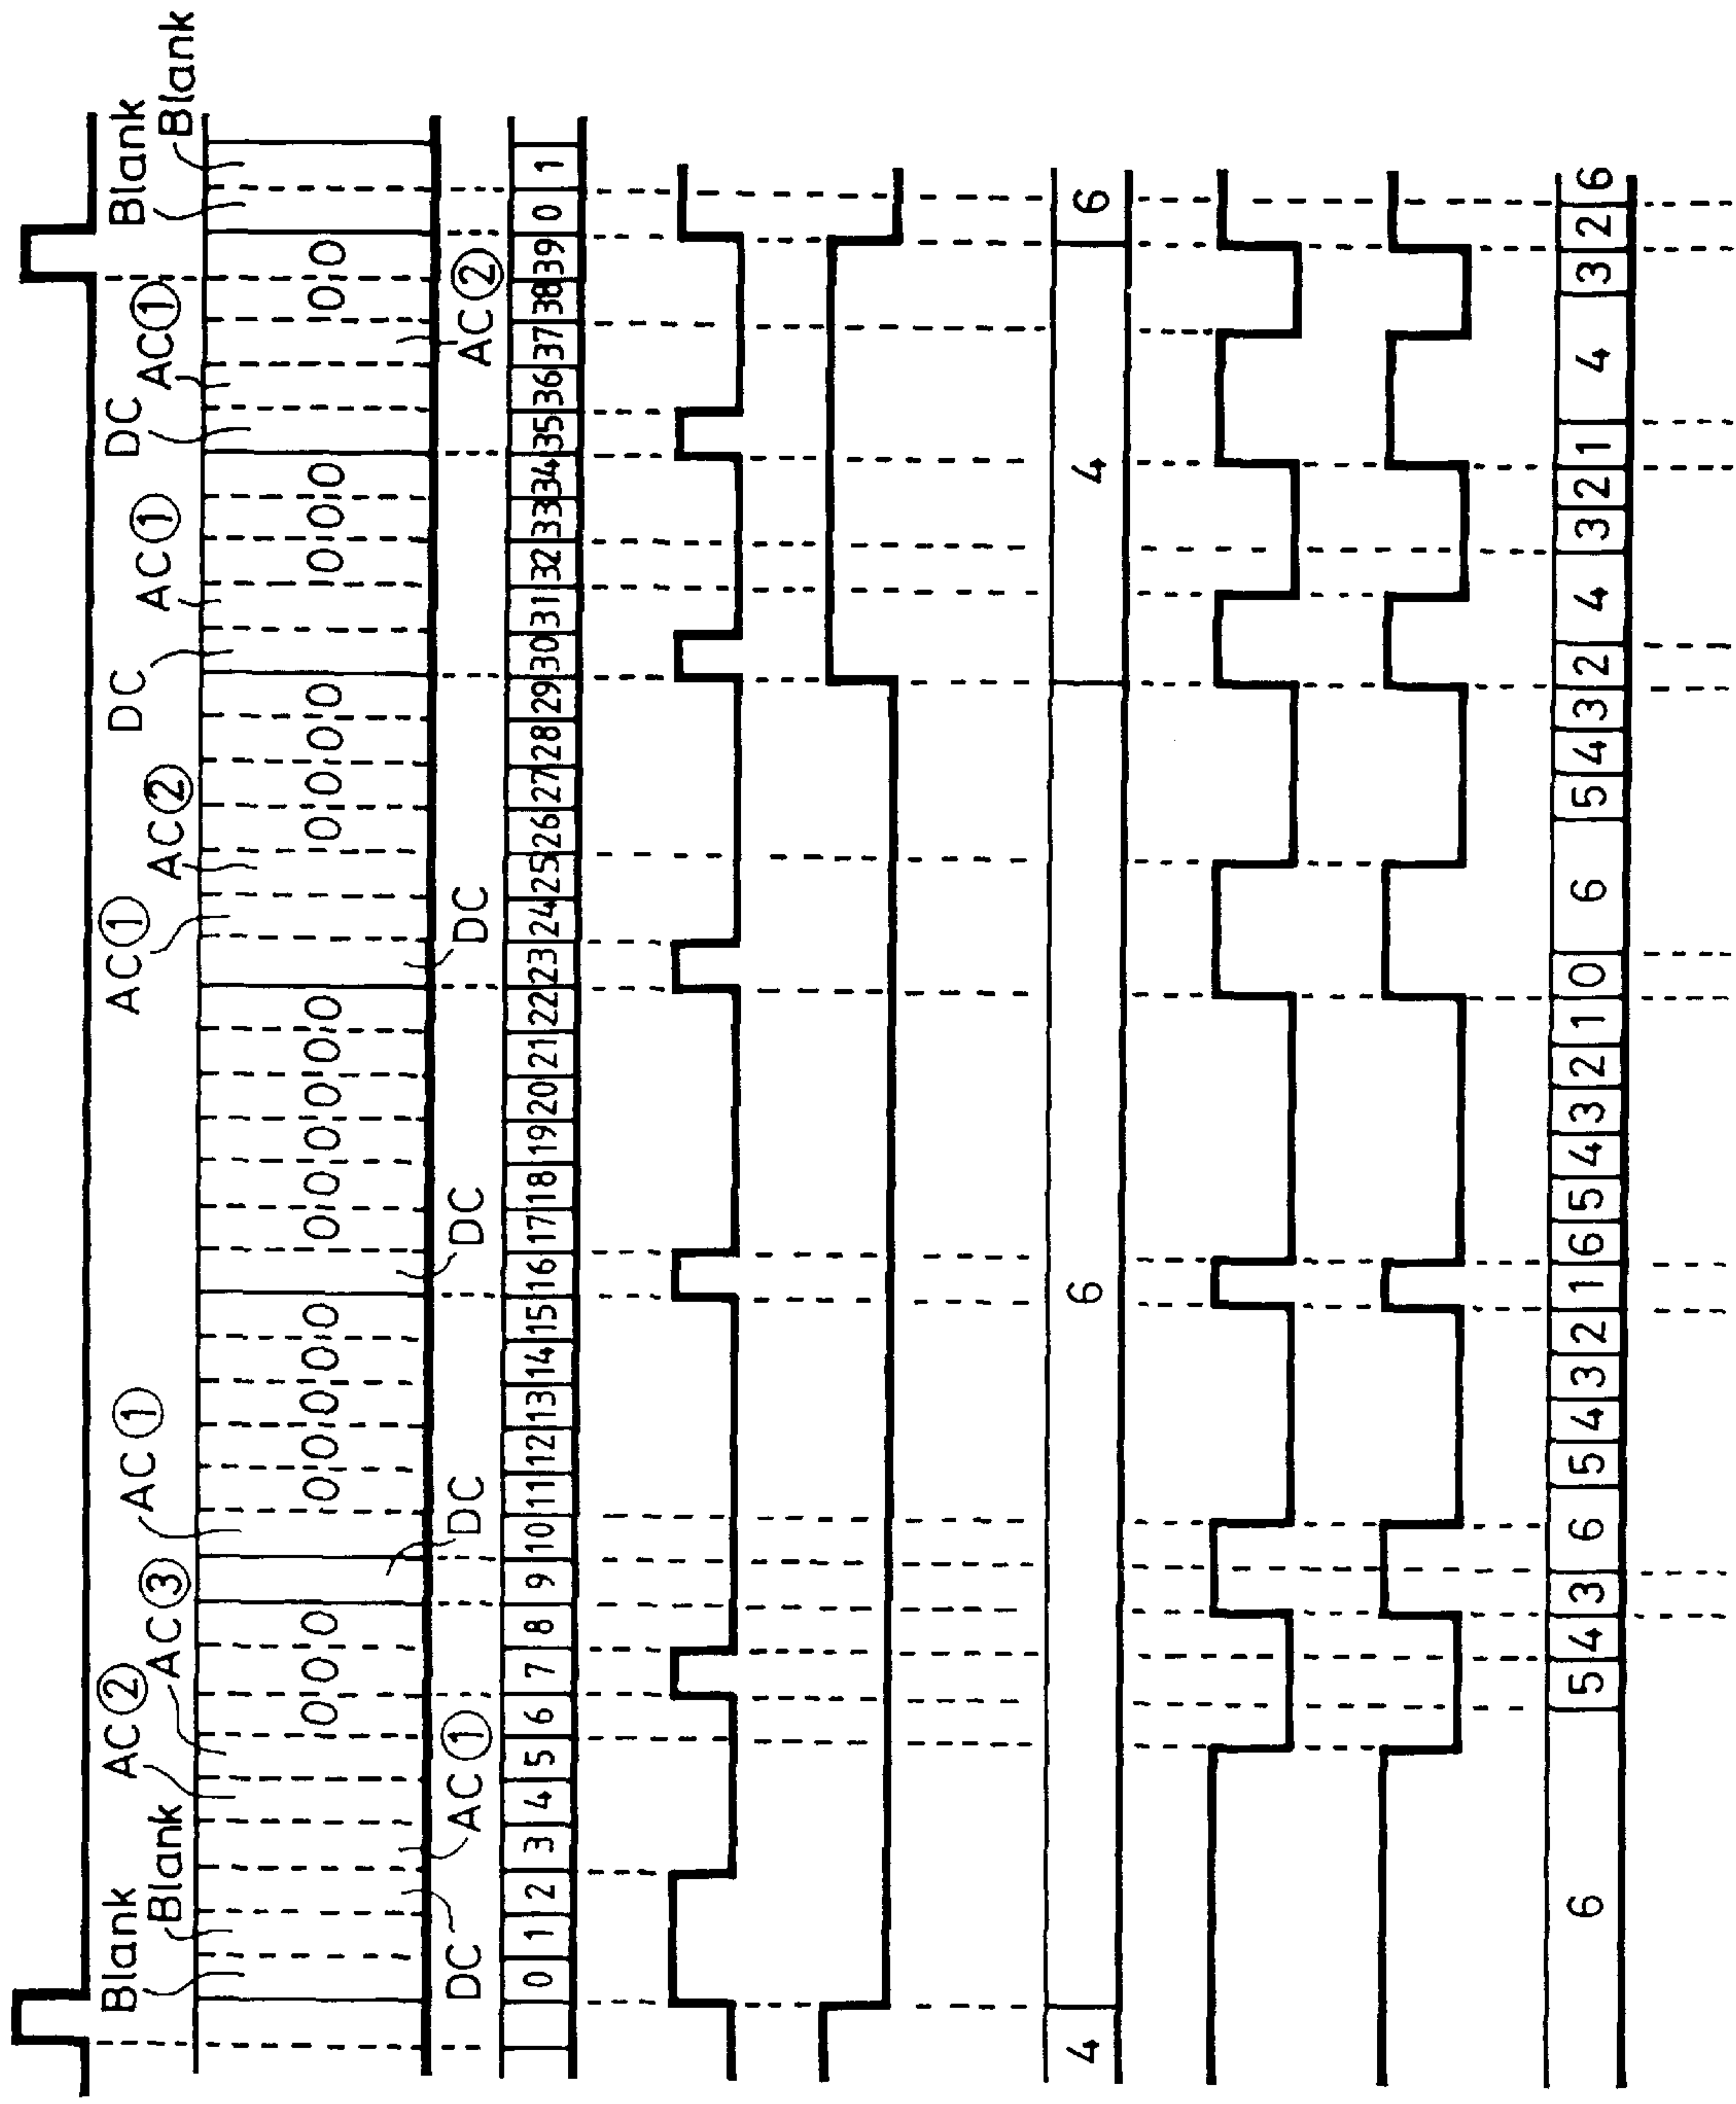 Blank AC② AC① AC① DC DC Blank
Blank AC③ AC② AC① AC① Blank
0 0 0 0 0 0 0 0 0 0 0 0 0 0 0 0 0 0 0 0 0 0 0
DC AC① DC DC DC AC②
0 1 2 3 4 5 6 7 8 9 10 11 12 13 14 15 16 17 18 19 20 21 22 23 24 25 26 27 28 29 30 31 32 33 34 35 36 37 38 39 0 1
4 6 4 6
6 5 4 3 6 5 4 3 2 1 6 5 4 3 2 1 0 6 5 4 3 2 4 3 2 1 4 3 2 6